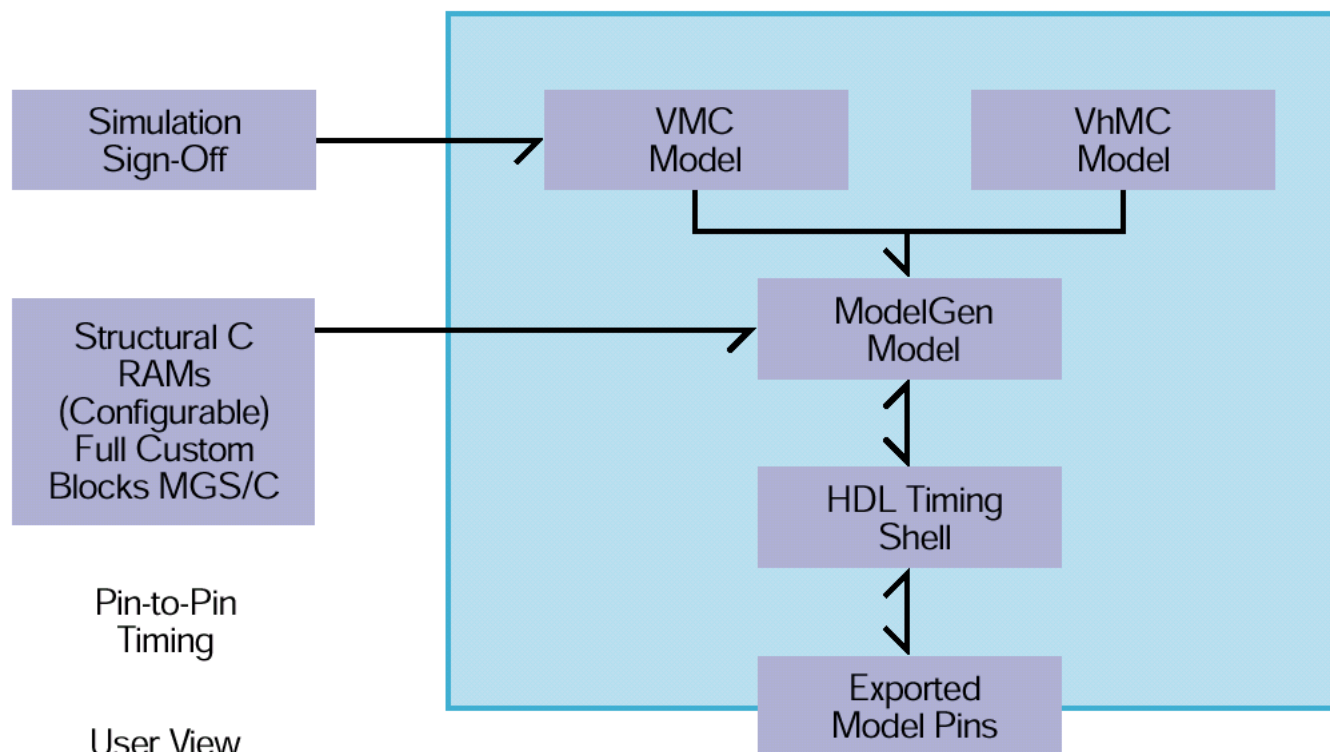 Simulation
Sign-Off
VMC
Model
VhMC
Model
Structural C
RAMs
(Configurable)
Full Custom
Blocks MGS/C
ModelGen
Model
HDL Timing
Shell
Pin-to-Pin
Timing
Exported
Model Pins
User View